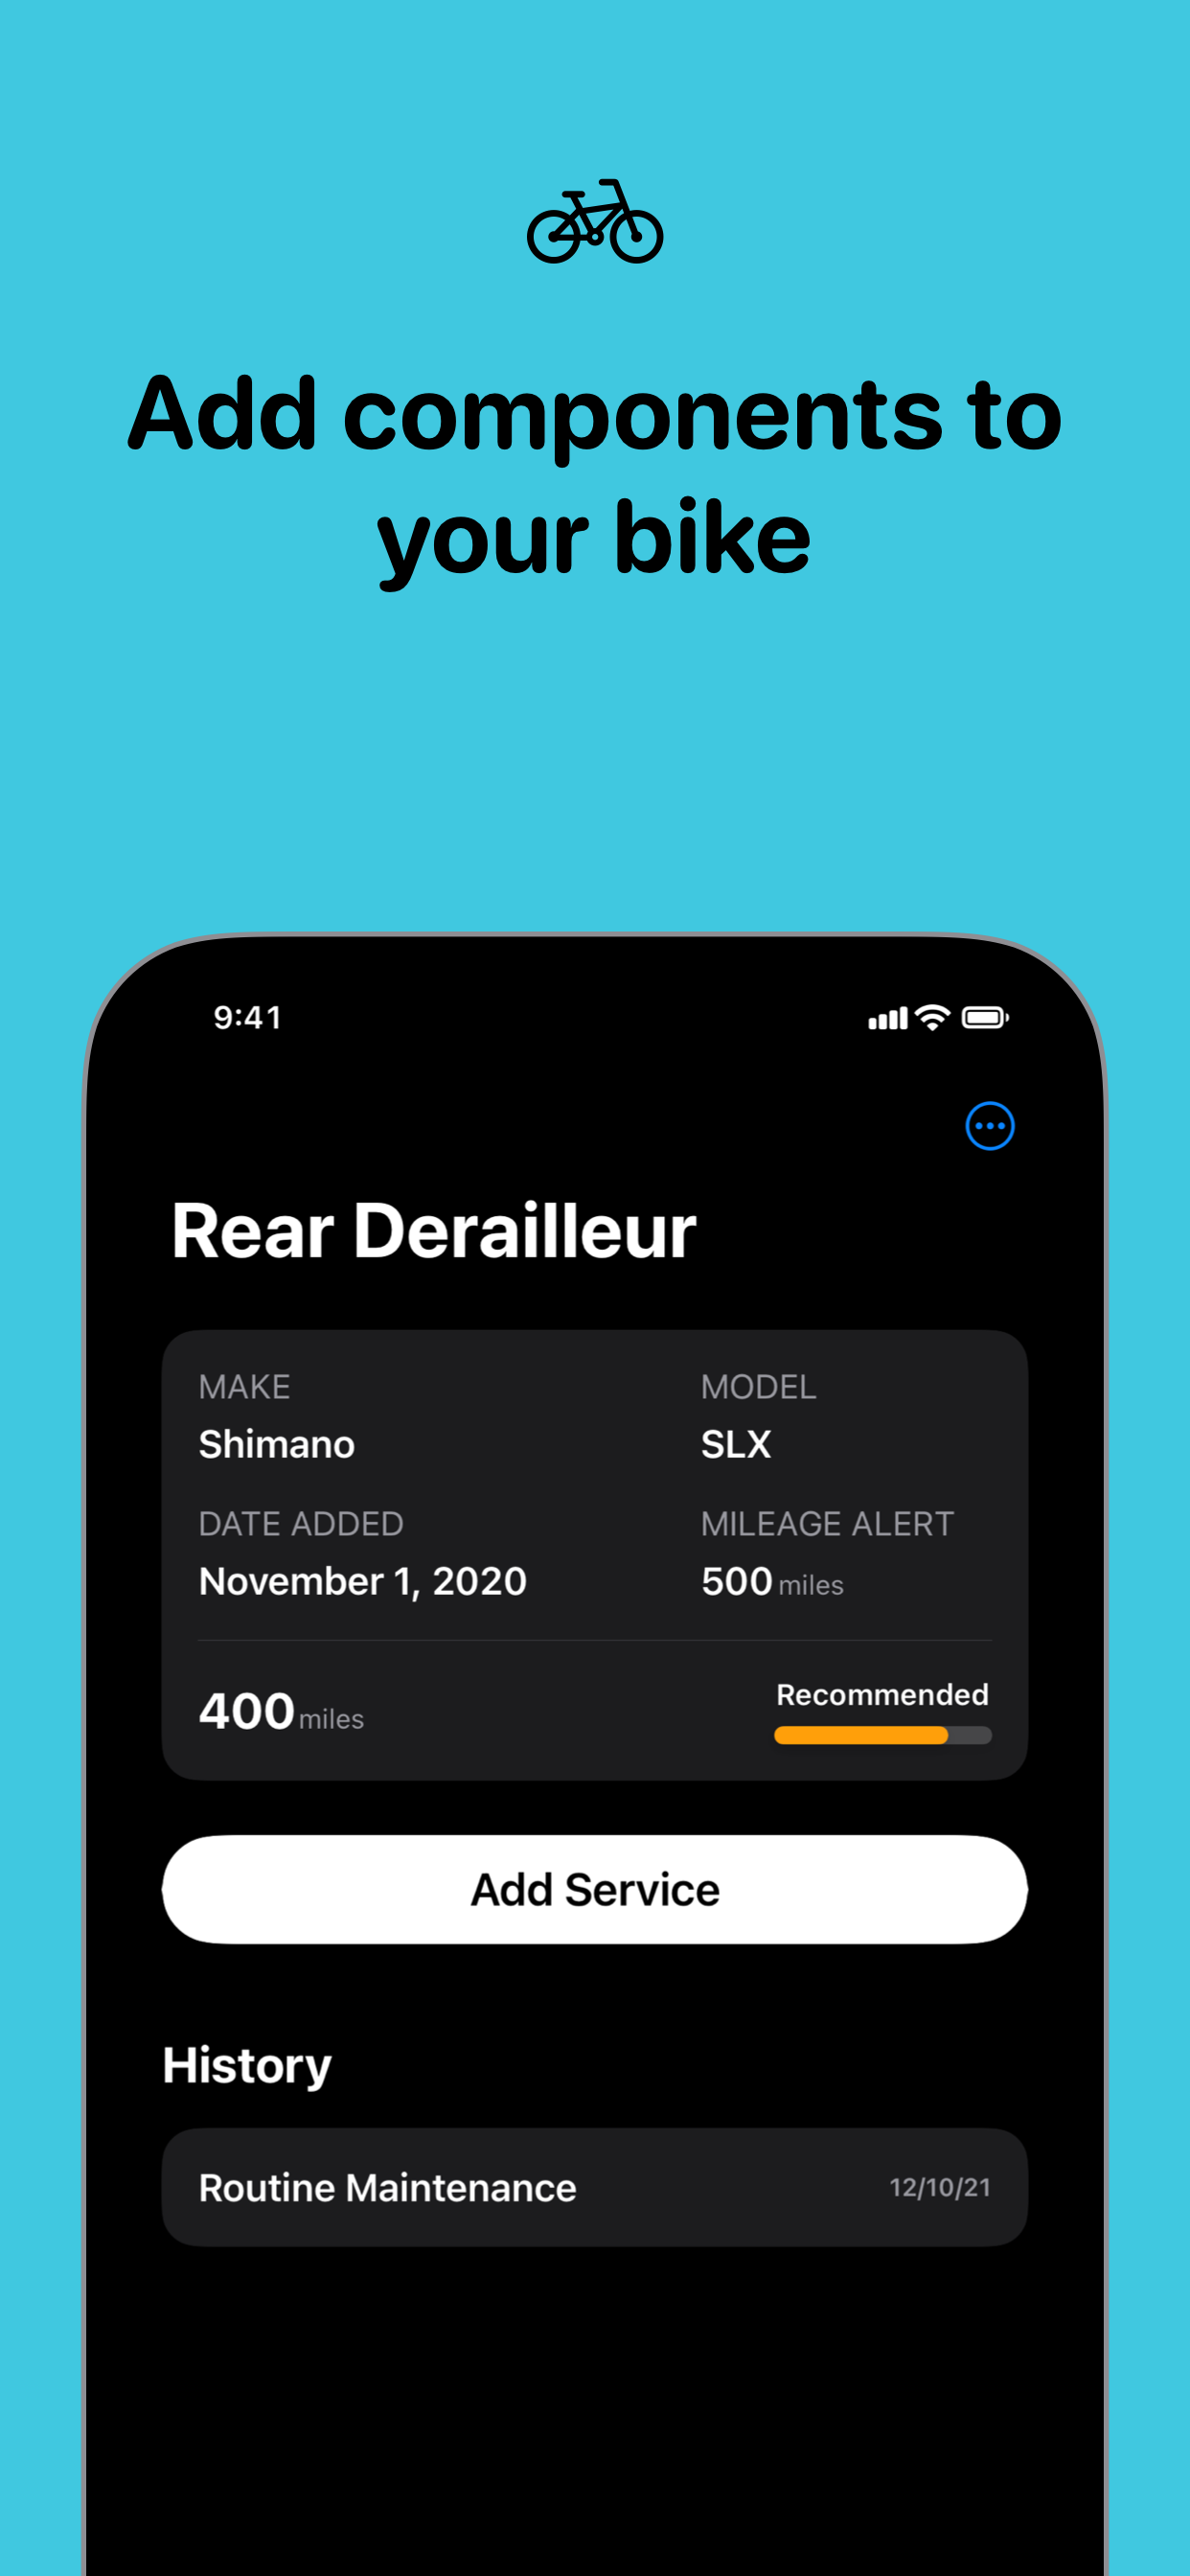 Add components to
your bike
9:41
Rear Derailleur
MAKE
MODEL
Shimano
SLX
DATE ADDED
MILEAGE ALERT
November 1, 2020
500 miles
400 miles
Recommended
Add Service
History
Routine Maintenance
12/10/21